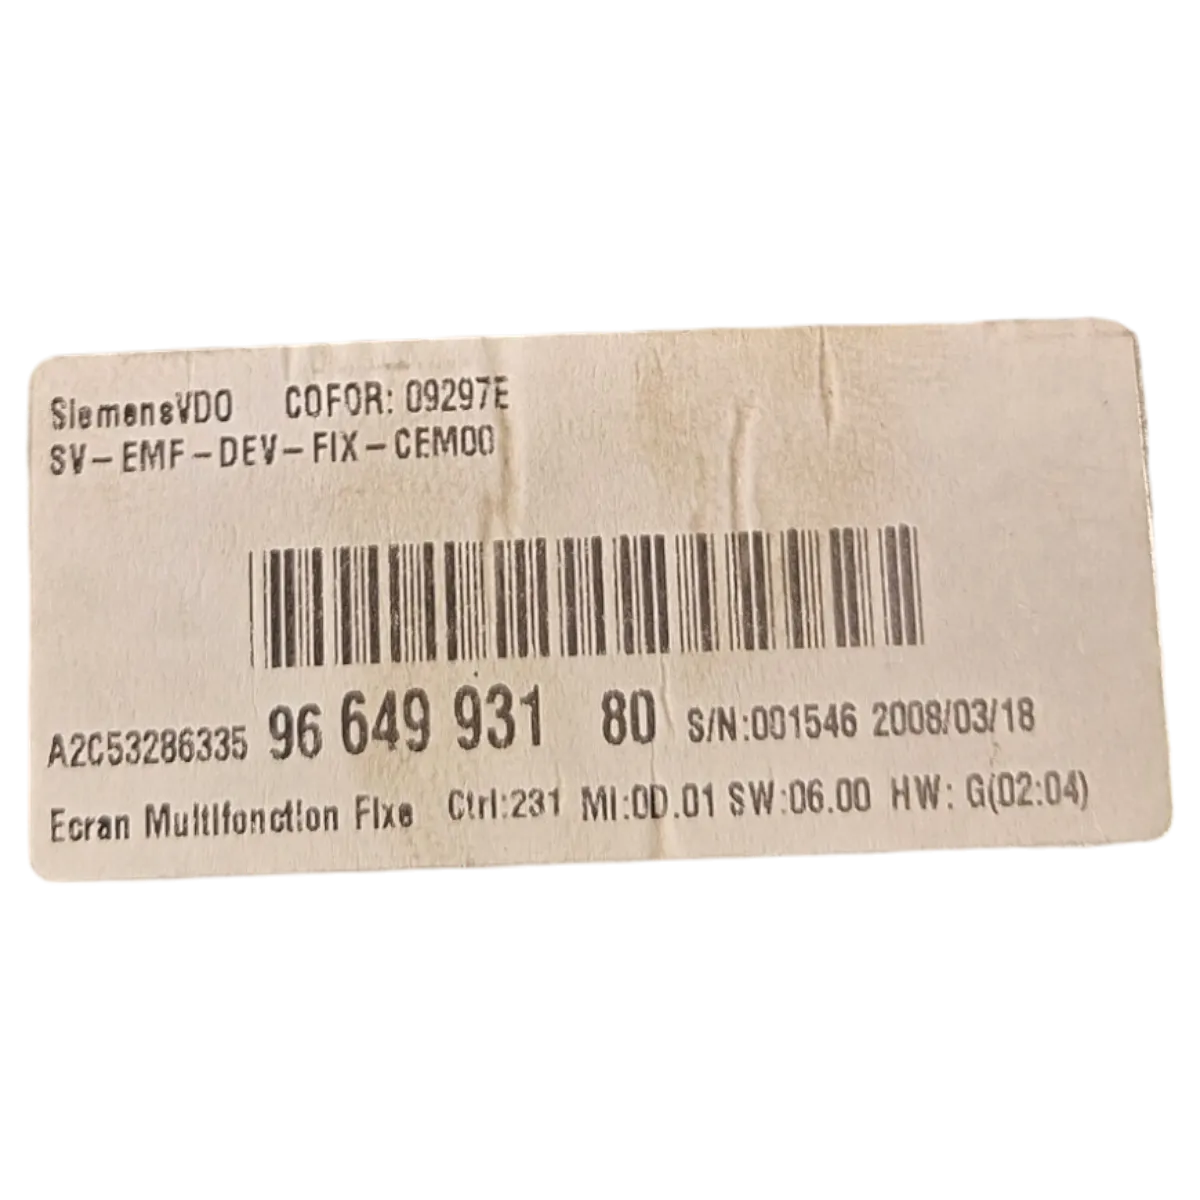 SiemensVDO COFOR: 09297E
SV-EMF-DEV-FIX-CEM00
A2C53286335 96 649 931 80 S/N:001546 2008/03/18
Ecran Multifonction Fixe Ctrl:231 MI:0D.01 SW:06.00 HW: G(02:04)